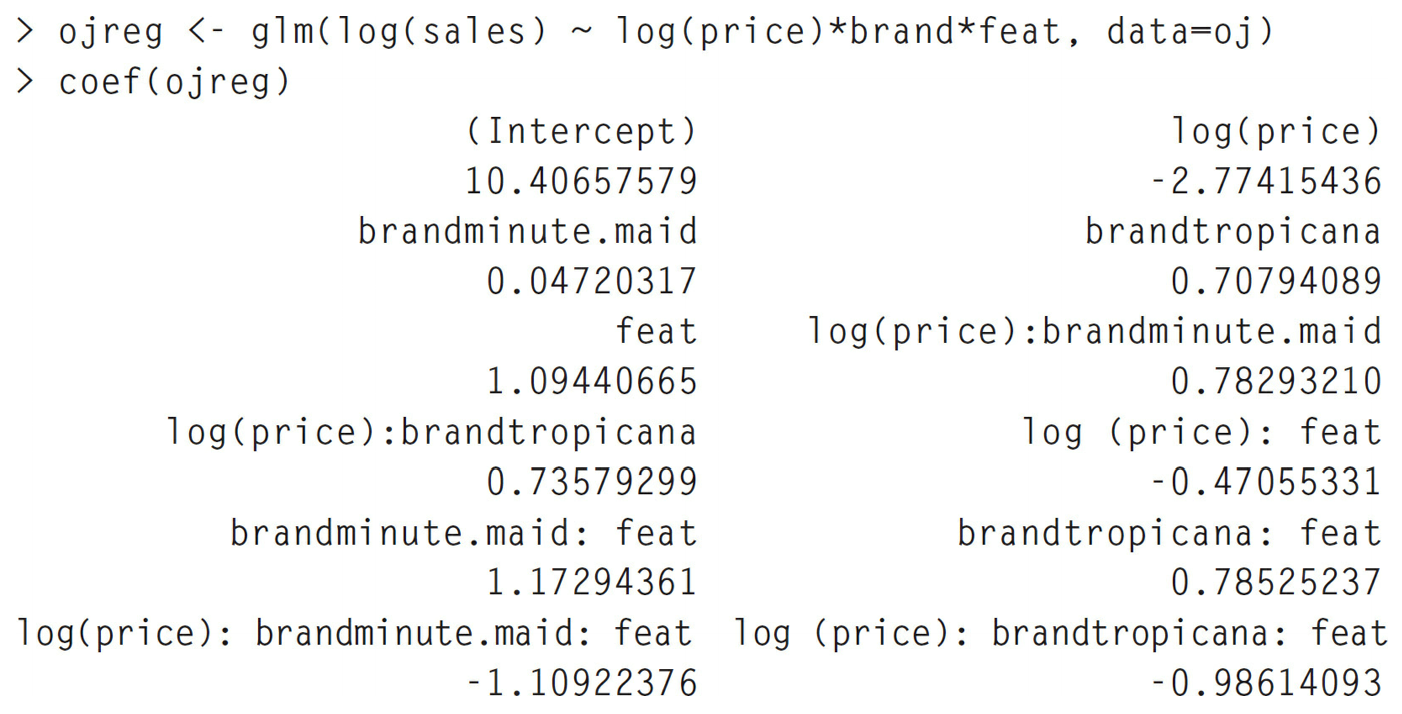 > ojreg <- glm(log(sales) ~ log(price)*brand*feat, data=oj)
> coef(ojreg)
(Intercept) log(price)
10.40657579 -2.77415436
brandminute.maid brandtropicana
0.04720317 0.70794089
feat log(price):brandminute.maid
1.09440665 0.78293210
log(price):brandtropicana log (price): feat
0.73579299 -0.47055331
brandminute.maid: feat brandtropicana: feat
1.17294361 0.78525237
log(price): brandminute.maid: feat log (price): brandtropicana: feat
-1.10922376 -0.98614093